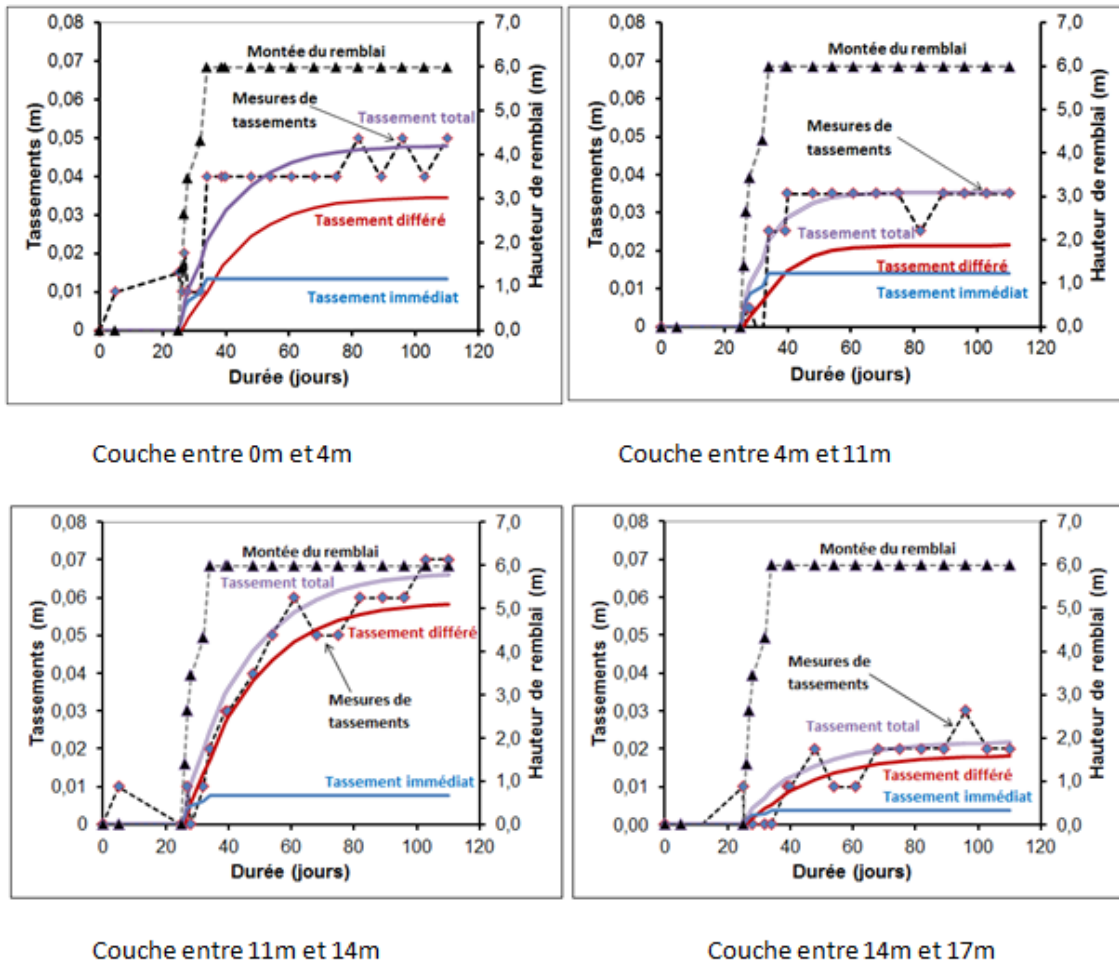 0,08
0,07
0,06
0,05
0,04
0,03
0,02
0,01
0
Tassements (m)
Montée du remblai
Mesures de
tassements
Tassement total
Tassement différé
Tassement immédiat
7,0
6,0
5,0
4,0
3,0
2,0
1,0
0,0
Haueteur de remblai (m)
0 20 40 60 80 100 120
Durée (jours)
Couche entre 0m et 4m
0,08
0,07
0,06
0,05
0,04
0,03
0,02
0,01
0
Tassements (m)
Montée du remblai
Mesures de
tassements
Tassement total
Tassement différé
Tassement immédiat
7,0
6,0
5,0
4,0
3,0
2,0
1,0
0,0
Hauteur de remblai (m)
0 20 40 60 80 100 120
Durée (jours)
Couche entre 4m et 11m
0,08
0,07
0,06
0,05
0,04
0,03
0,02
0,01
0
Tassements (m)
Montée du remblai
Tassement total
Tassement différé
Mesures de
tassements
Tassement immédiat
7,0
6,0
5,0
4,0
3,0
2,0
1,0
0,0
Hauteur de remblai (m)
0 20 40 60 80 100 120
Durée (jours)
Couche entre 11m et 14m
0,08
0,07
0,06
0,05
0,04
0,03
0,02
0,01
0,00
Tassements (m)
Montée du remblai
Mesures de
tassements
Tassement total
Tassement différé
Tassement immédiat
7,0
6,0
5,0
4,0
3,0
2,0
1,0
0,0
Hauteur de remblai (m)
0 20 40 60 80 100 120
Durée (jours)
Couche entre 14m et 17m